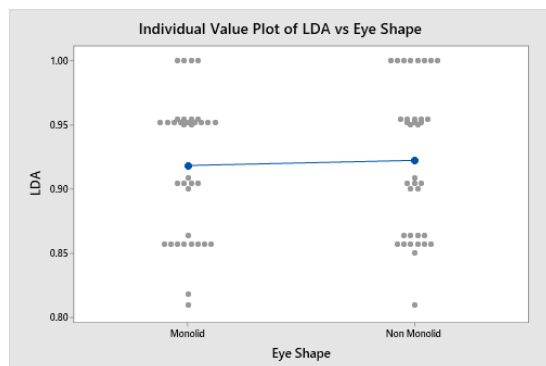 Individual Value Plot of LDA vs Eye Shape
1.00
0.95
0.90
0.85
0.80
LDA
Monolid
Non Monolid
Eye Shape